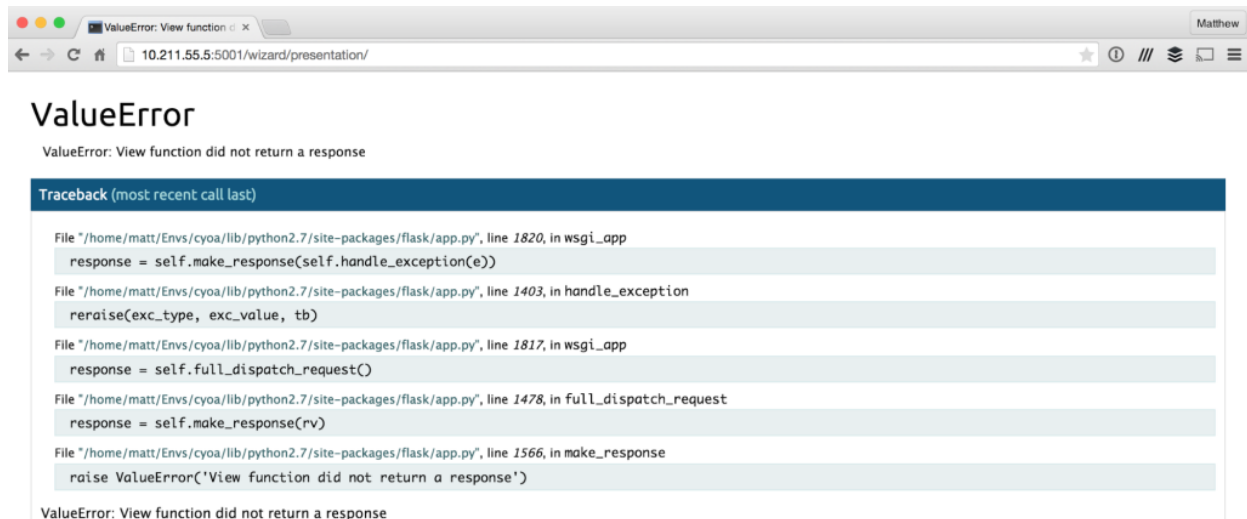 ValueError: View function d
Matthew
10.211.55.5:5001/wizard/presentation/
ValueError
ValueError: View function did not return a response
Traceback (most recent call last)
File "/home/matt/Envs/cyoa/lib/python2.7/site-packages/flask/app.py", line 1820, in wsgi_app
response = self.make_response(self.handle_exception(e))
File "/home/matt/Envs/cyoa/lib/python2.7/site-packages/flask/app.py", line 1403, in handle_exception
reraise(exc_type, exc_value, tb)
File "/home/matt/Envs/cyoa/lib/python2.7/site-packages/flask/app.py", line 1817, in wsgi_app
response = self.full_dispatch_request()
File "/home/matt/Envs/cyoa/lib/python2.7/site-packages/flask/app.py", line 1478, in full_dispatch_request
response = self.make_response(rv)
File "/home/matt/Envs/cyoa/lib/python2.7/site-packages/flask/app.py", line 1566, in make_response
raise ValueError('View function did not return a response')
ValueError: View function did not return a response